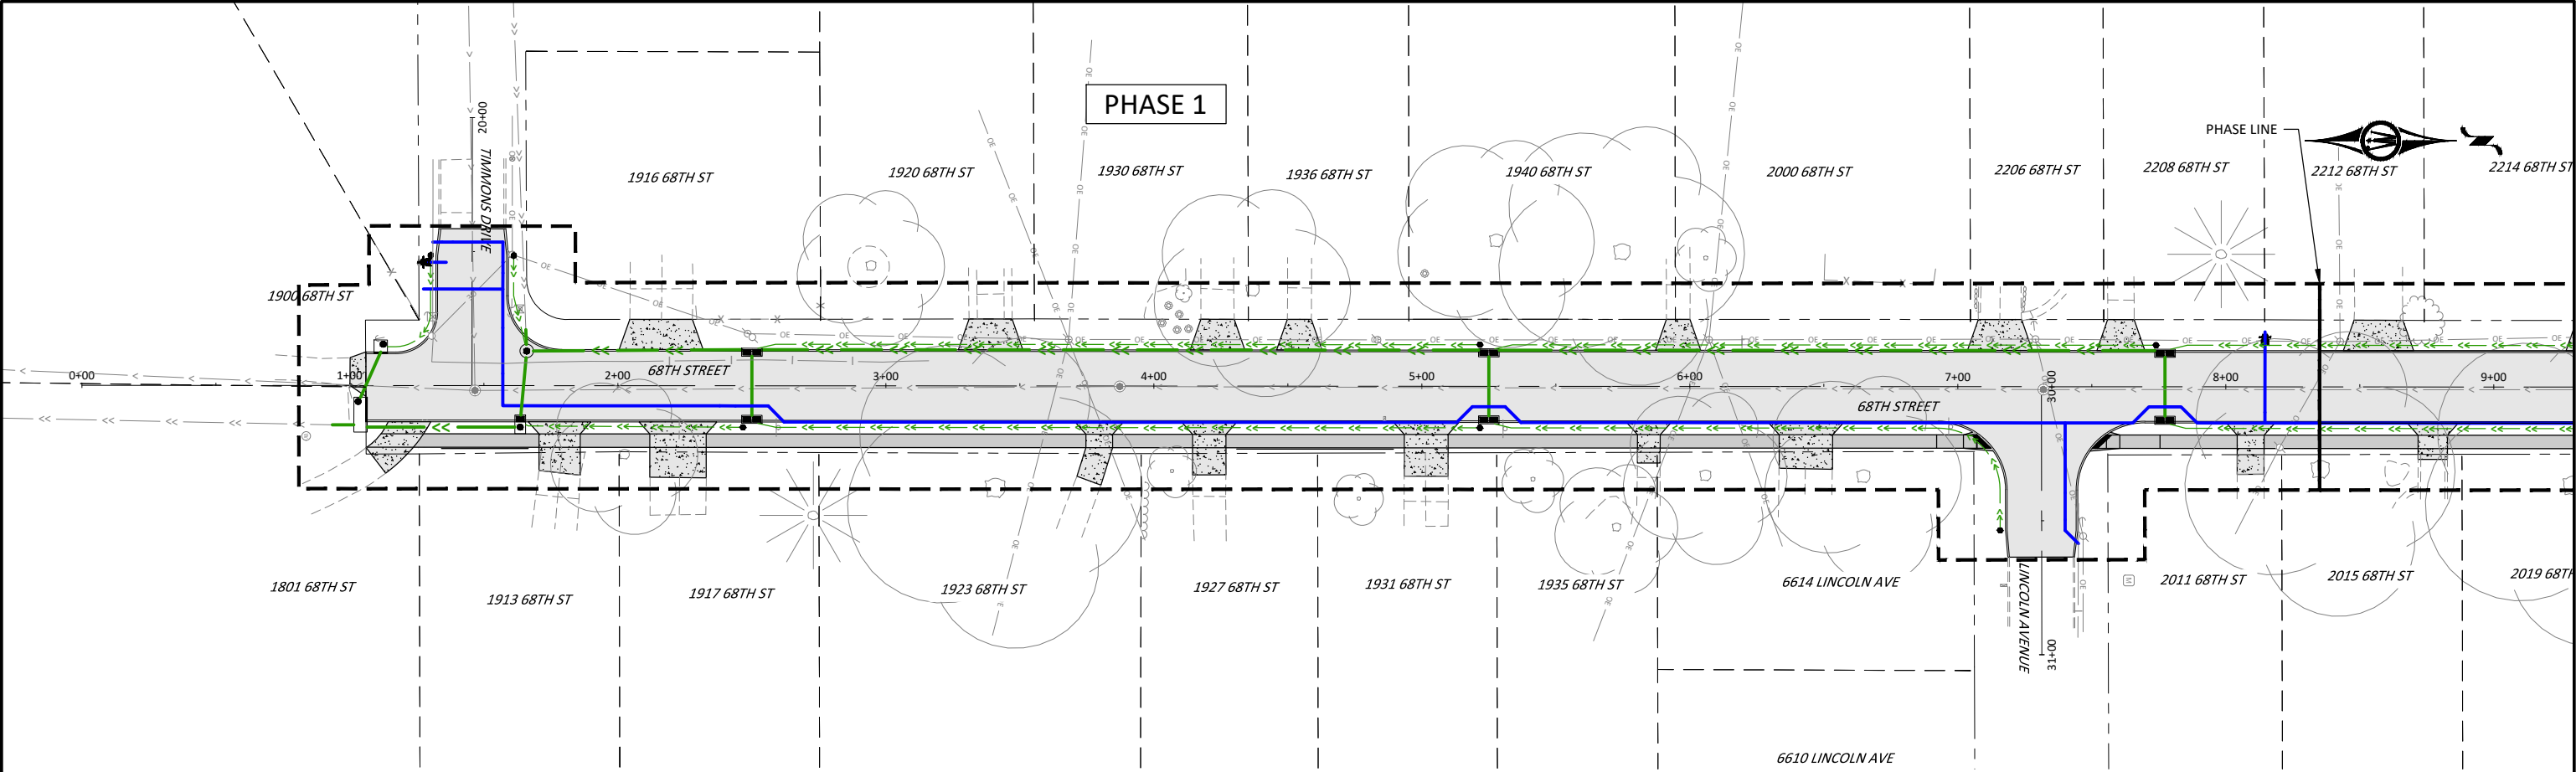 PHASE 1
20+00
TIMMONS DRIVE
PHASE LINE
1916 68TH ST
1920 68TH ST
1930 68TH ST
1936 68TH ST
1940 68TH ST
2000 68TH ST
2206 68TH ST
2208 68TH ST
2212 68TH ST
2214 68TH ST
1900 68TH ST
68TH STREET
0+00
1+00
2+00
3+00
4+00
5+00
6+00
7+00
30+00
8+00
9+00
68TH STREET
1801 68TH ST
1913 68TH ST
1917 68TH ST
1923 68TH ST
1927 68TH ST
1931 68TH ST
1935 68TH ST
6614 LINCOLN AVE
LINCOLN AVENUE
31+00
2011 68TH ST
2015 68TH ST
2019 68TH
6610 LINCOLN AVE